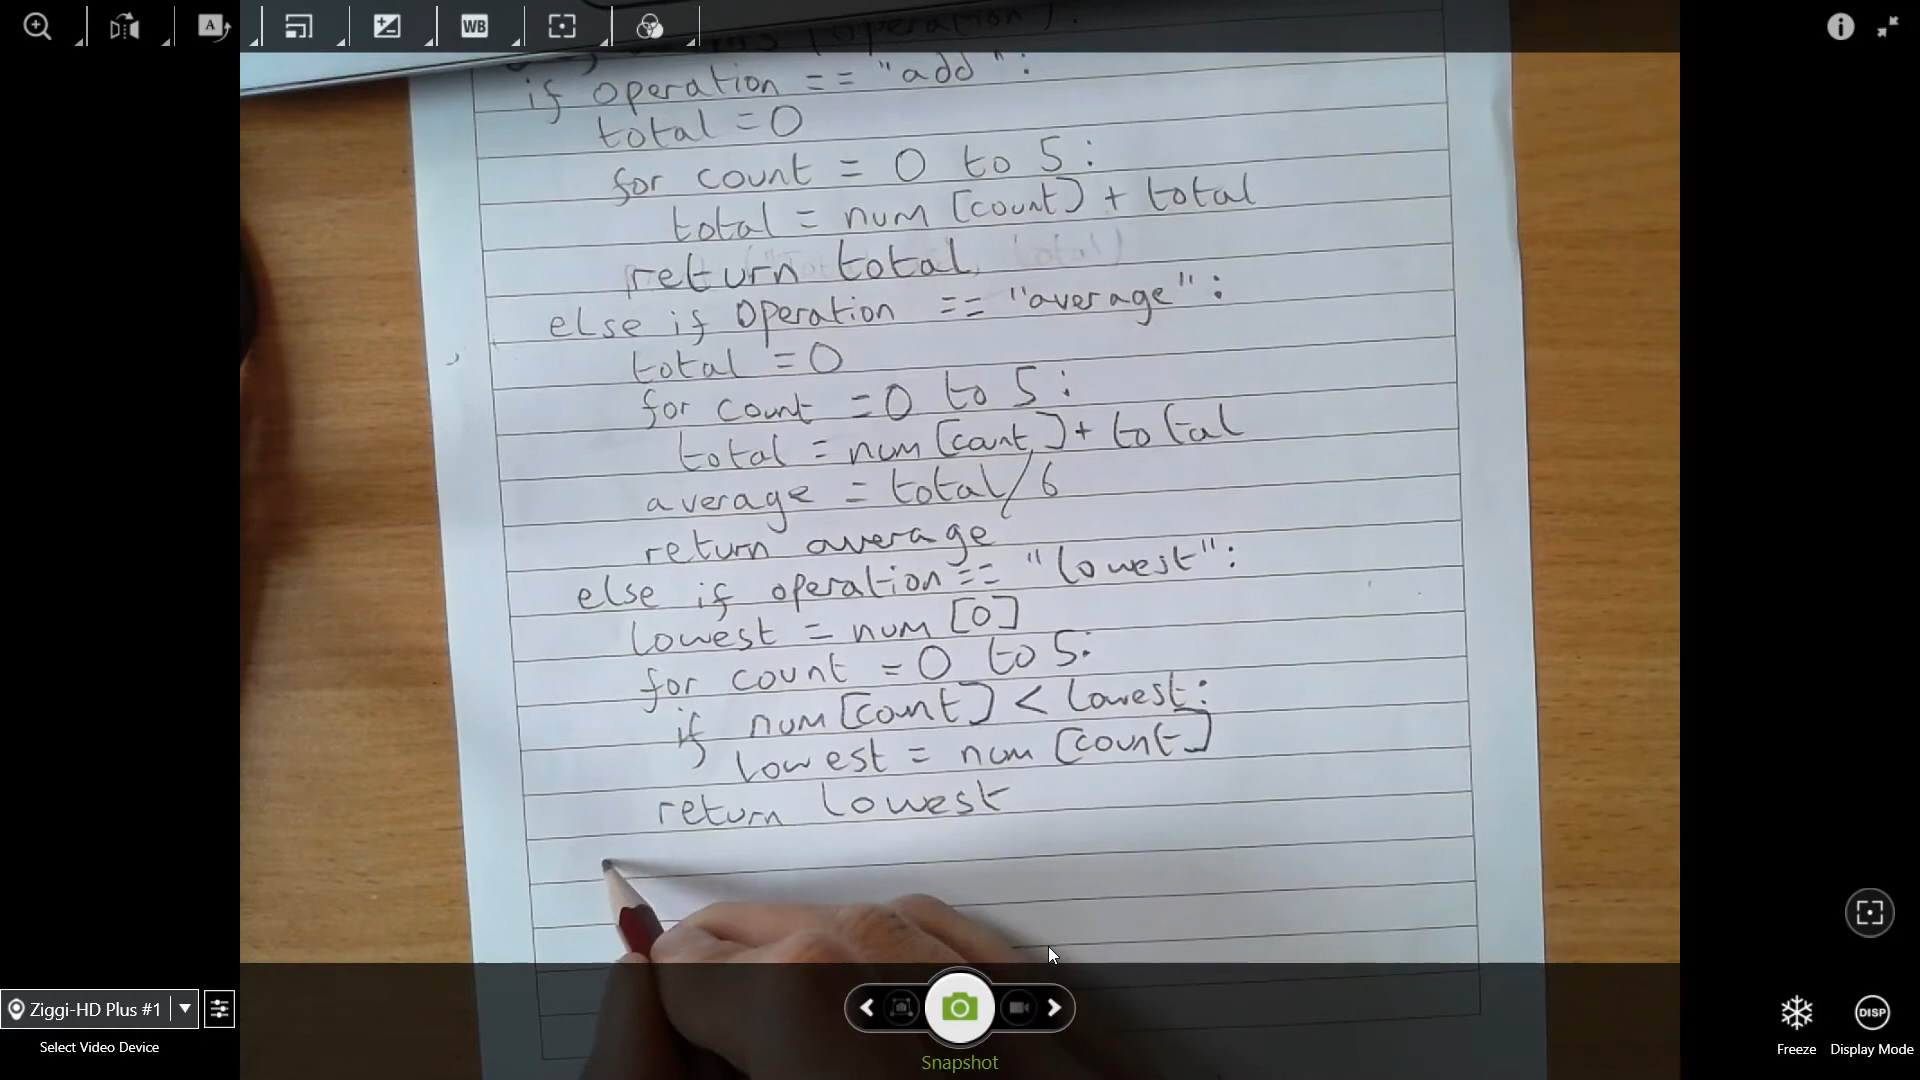 A
WB
(operation):
if operation == "add":
total = 0
for count = 0 to 5:
total = num [count] + total
return total
else if Operation == "average":
total = 0
for count = 0 to 5:
total = num [count] + total
average = total/6
return average
else if operation == "lowest":
lowest = num [0]
for count = 0 to 5:
if num [count] < lowest:
lowest = num [count]
return lowest
Ziggi-HD Plus #1
Select Video Device
Snapshot
Freeze
DISP
Display Mode